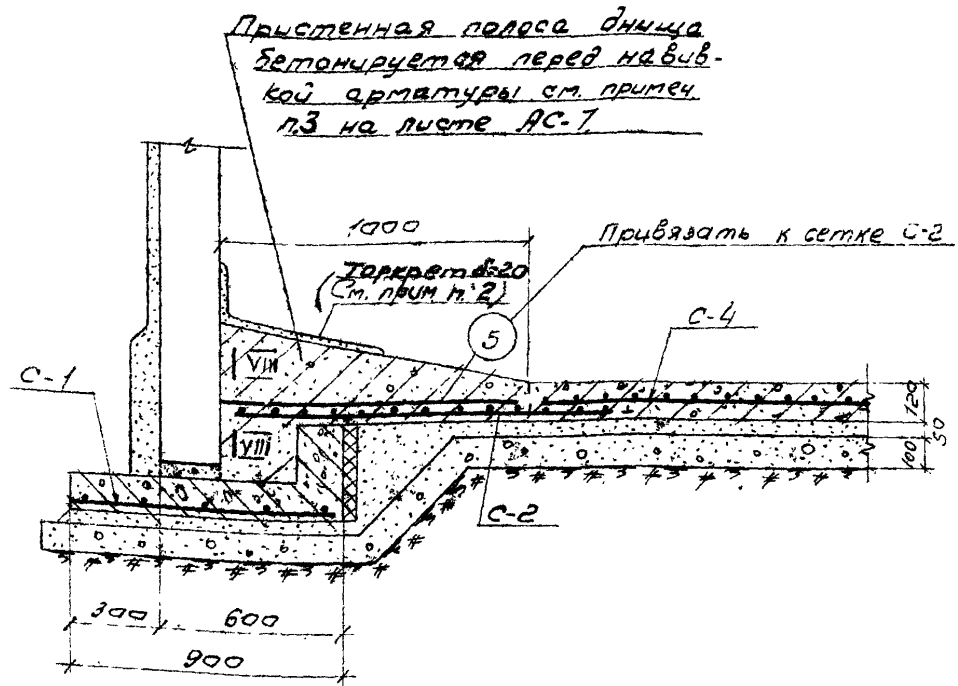 Пристенная полоса днища
бетонируется перед навив-
кой арматуры см. примеч.
п.3 на листе АС-7
1000
Привязать к сетке С-2
(Торкрет δ=20
См. прим п. 2)
5
С-4
VIII
С-1
120
VIII
50
100
С-2
300
600
900